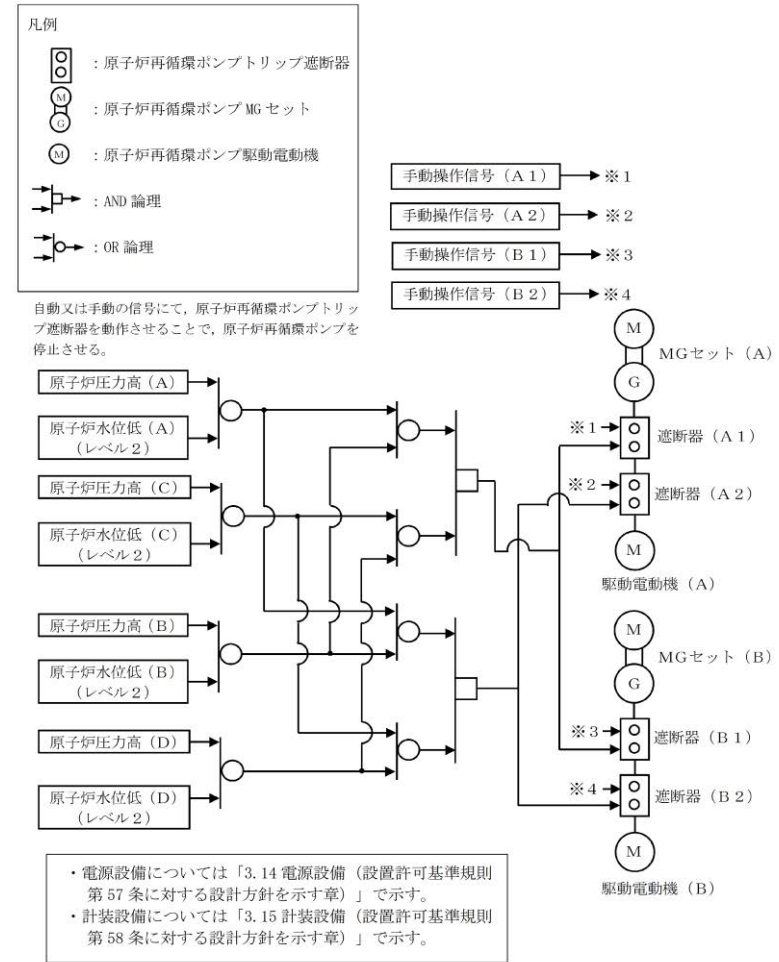 凡例
：原子炉再循環ポンプトリップ遮断器
M
G
：原子炉再循環ポンプ MG セット
M
：原子炉再循環ポンプ駆動電動機
：AND 論理
：OR 論理
手動操作信号（A１）
※１
手動操作信号（A２）
※２
手動操作信号（B１）
※３
手動操作信号（B２）
※４
自動又は手動の信号にて，原子炉再循環ポンプトリッ
プ遮断器を動作させることで，原子炉再循環ポンプを
停止させる。
原子炉圧力高（A）
原子炉水位低（A）
（レベル２）
原子炉圧力高（C）
原子炉水位低（C）
（レベル２）
原子炉圧力高（B）
原子炉水位低（B）
（レベル２）
原子炉圧力高（D）
原子炉水位低（D）
（レベル２）
M
MGセット（A）
G
※１
遮断器（A１）
※２
遮断器（A２）
M
駆動電動機（A）
M
MGセット（B）
G
※３
遮断器（B１）
※４
遮断器（B２）
M
駆動電動機（B）
・電源設備については「3.14 電源設備（設置許可基準規則
第 57 条に対する設計方針を示す章）」で示す。
・計装設備については「3.15 計装設備（設置許可基準規則
第 58 条に対する設計方針を示す章）」で示す。